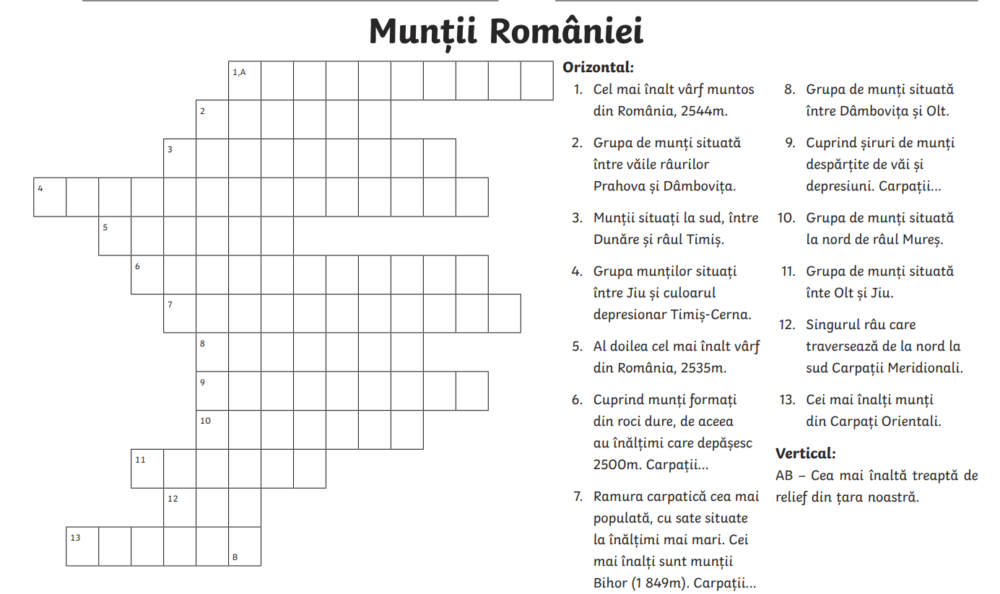 Munții României
1,A
2
3
4
5
6
7
8
9
10
11
12
13
B
Orizontal:
1. Cel mai înalt vârf muntos
din România, 2544m.
2. Grupa de munți situată
între văile râurilor
Prahova și Dâmbovița.
3. Munții situați la sud, între
Dunăre și râul Timiș.
4. Grupa munților situați
între Jiu și culoarul
depresionar Timiș-Cerna.
5. Al doilea cel mai înalt vârf
din România, 2535m.
6. Cuprind munți formați
din roci dure, de aceea
au înălțimi care depășesc
2500m. Carpații...
7. Ramura carpatică cea mai
populată, cu sate situate
la înălțimi mai mari. Cei
mai înalți sunt munții
Bihor (1 849m). Carpații...
8. Grupa de munți situată
între Dâmbovița și Olt.
9. Cuprind șiruri de munți
despărțite de văi și
depresiuni. Carpații...
10. Grupa de munți situată
la nord de râul Mureș.
11. Grupa de munți situată
înte Olt și Jiu.
12. Singurul râu care
traversează de la nord la
sud Carpații Meridionali.
13. Cei mai înalți munți
din Carpați Orientali.
Vertical:
AB – Cea mai înaltă treaptă de
relief din țara noastră.